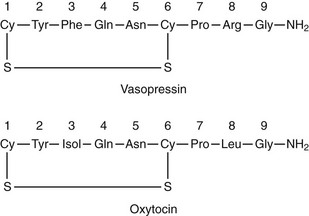 1 2 3 4 5 6 7 8 9
Cy—Tyr—Phe—Gln—Asn—Cy—Pro—Arg—Gly—NH₂
S S
Vasopressin
1 2 3 4 5 6 7 8 9
Cy—Tyr—Isol—Gln—Asn—Cy—Pro—Leu—Gly—NH₂
S S
Oxytocin